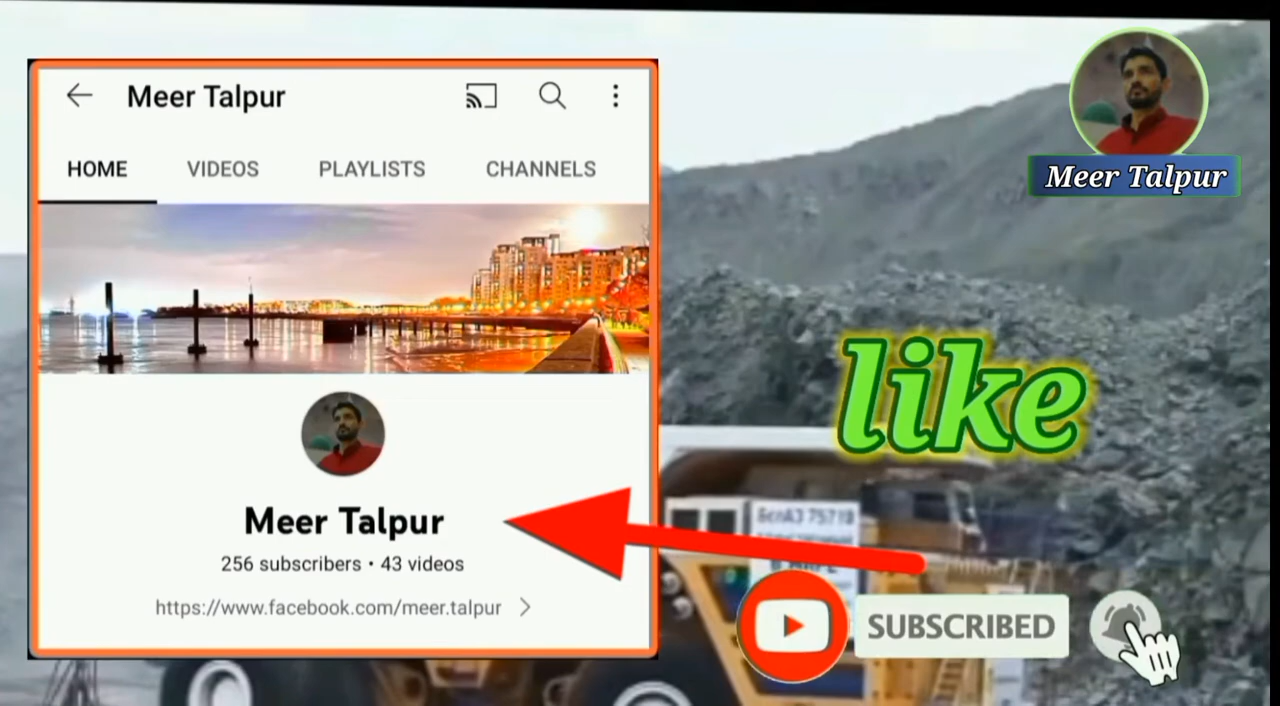 Meer Talpur
HOME VIDEOS PLAYLISTS CHANNELS
Meer Talpur
256 subscribers • 43 videos
https://www.facebook.com/meer.talpur
Meer Talpur
like
SUBSCRIBED